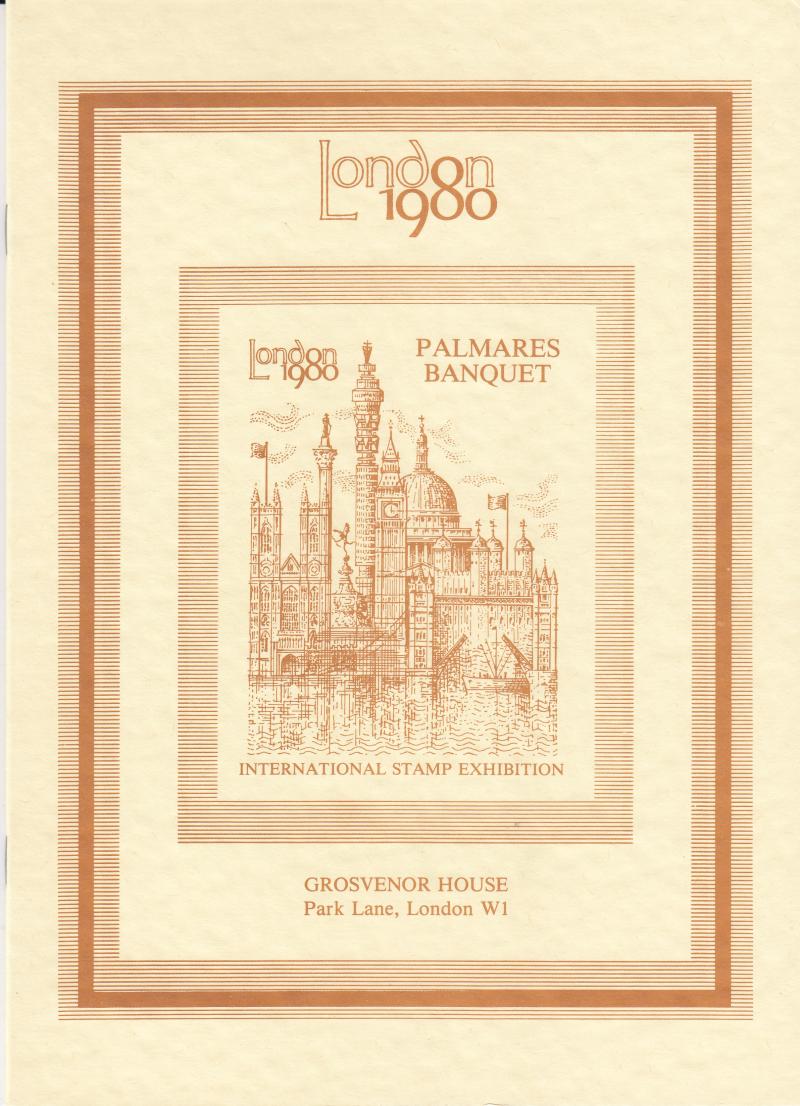 London
1980
London
1980
PALMARES
BANQUET
INTERNATIONAL STAMP EXHIBITION
GROSVENOR HOUSE
Park Lane, London W1